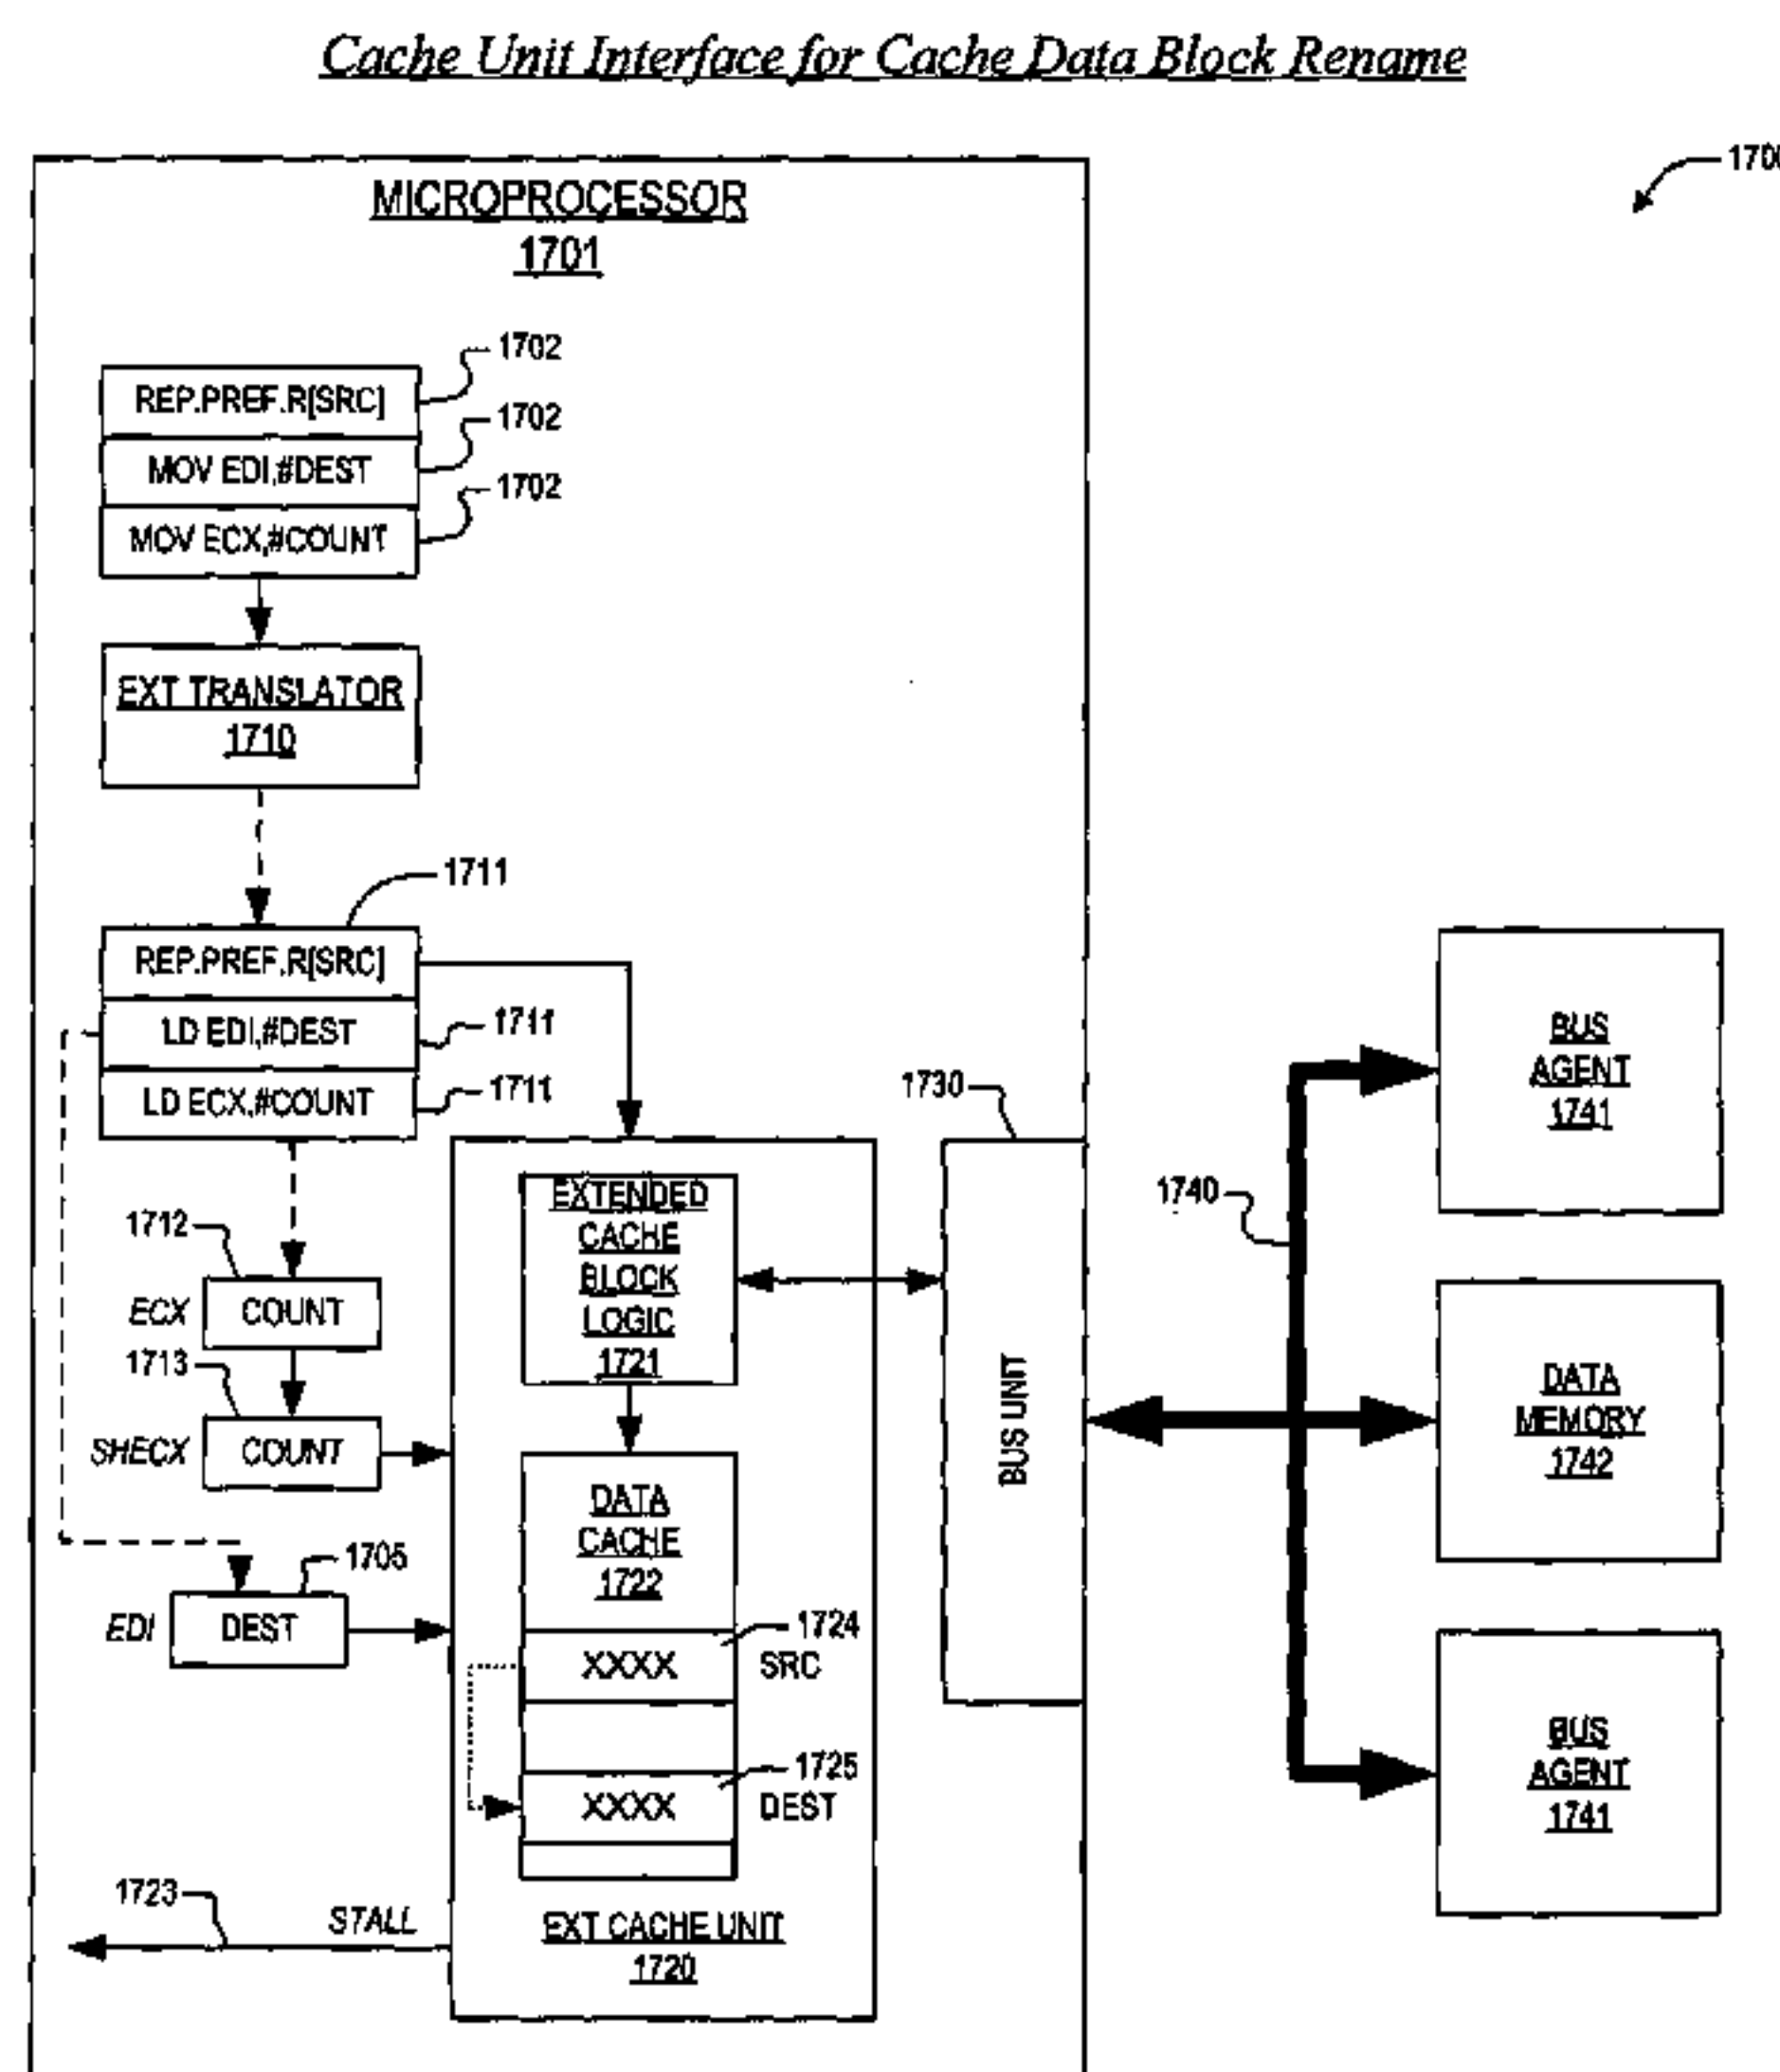 Cache Unit Interface for Cache Data Block Rename
MICROPROCESSOR
1701
REP.PREF.R[SRC]
1702
MOV EDI,#DEST
1702
MOV ECX,#COUNT
1702
EXT TRANSLATOR
1710
1711
REP.PREF.R[SRC]
LD EDI,#DEST
1711
LD ECX,#COUNT
1711
1712
ECX
COUNT
1713
SHECX
COUNT
1705
EDI
DEST
EXTENDED
CACHE
BLOCK
LOGIC
1721
DATA
CACHE
1722
XXXX
1724
SRC
XXXX
1725
DEST
1723
STALL
EXT CACHE UNIT
1720
1730
BUS UNIT
1740
BUS
AGENT
1741
DATA
MEMORY
1742
BUS
AGENT
1741